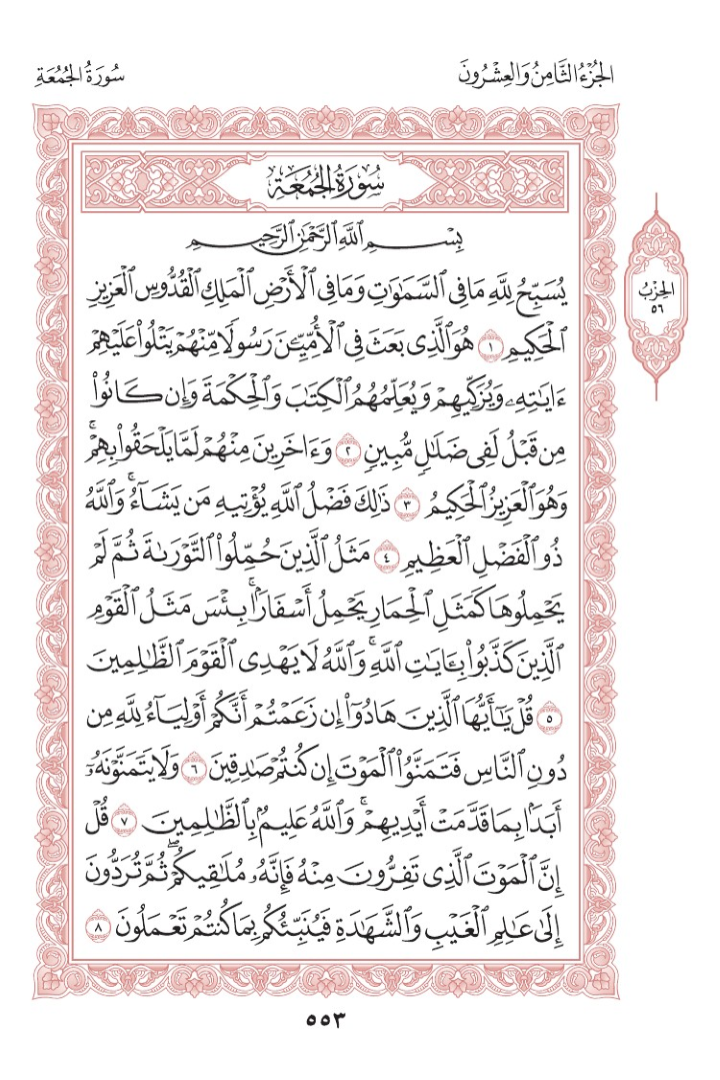 الجُزْءُ الثَّامِنُ وَالعِشْرُونَ
سُورَةُ الجُمُعَةِ
سُورَةُ الجُمُعَةِ
بِسْمِ ٱللَّهِ ٱلرَّحْمَٰنِ ٱلرَّحِيمِ
يُسَبِّحُ لِلَّهِ مَا فِي ٱلسَّمَٰوَٰتِ وَمَا فِي ٱلْأَرْضِ ٱلْمَلِكِ ٱلْقُدُّوسِ ٱلْعَزِيزِ
ٱلْحَكِيمِ ١ هُوَ ٱلَّذِي بَعَثَ فِي ٱلْأُمِّيِّـۧنَ رَسُولًا مِّنْهُمْ يَتْلُوا۟ عَلَيْهِمْ
ءَايَٰتِهِۦ وَيُزَكِّيهِمْ وَيُعَلِّمُهُمُ ٱلْكِتَٰبَ وَٱلْحِكْمَةَ وَإِن كَانُوا۟
مِن قَبْلُ لَفِي ضَلَٰلٍ مُّبِينٍ ٢ وَءَاخَرِينَ مِنْهُمْ لَمَّا يَلْحَقُوا۟ بِهِمْۚ
وَهُوَ ٱلْعَزِيزُ ٱلْحَكِيمُ ٣ ذَٰلِكَ فَضْلُ ٱللَّهِ يُؤْتِيهِ مَن يَشَآءُۚ وَٱللَّهُ
ذُو ٱلْفَضْلِ ٱلْعَظِيمِ ٤ مَثَلُ ٱلَّذِينَ حُمِّلُوا۟ ٱلتَّوْرَىٰةَ ثُمَّ لَمْ
يَحْمِلُوهَا كَمَثَلِ ٱلْحِمَارِ يَحْمِلُ أَسْفَارَۢاۚ بِئْسَ مَثَلُ ٱلْقَوْمِ
ٱلَّذِينَ كَذَّبُوا۟ بِـَٔايَٰتِ ٱللَّهِۚ وَٱللَّهُ لَا يَهْدِي ٱلْقَوْمَ ٱلظَّٰلِمِينَ
٥ قُلْ يَٰٓأَيُّهَا ٱلَّذِينَ هَادُوٓا۟ إِن زَعَمْتُمْ أَنَّكُمْ أَوْلِيَآءُ لِلَّهِ مِن
دُونِ ٱلنَّاسِ فَتَمَنَّوُا۟ ٱلْمَوْتَ إِن كُنتُمْ صَٰدِقِينَ ٦ وَلَا يَتَمَنَّوْنَهُۥٓ
أَبَدَۢا بِمَا قَدَّمَتْ أَيْدِيهِمْۚ وَٱللَّهُ عَلِيمُۢ بِٱلظَّٰلِمِينَ ٧ قُلْ
إِنَّ ٱلْمَوْتَ ٱلَّذِي تَفِرُّونَ مِنْهُ فَإِنَّهُۥ مُلَٰقِيكُمْۖ ثُمَّ تُرَدُّونَ
إِلَىٰ عَٰلِمِ ٱلْغَيْبِ وَٱلشَّهَٰدَةِ فَيُنَبِّئُكُم بِمَا كُنتُمْ تَعْمَلُونَ ٨
الحِزْبُ
٥٦
٥٥٣